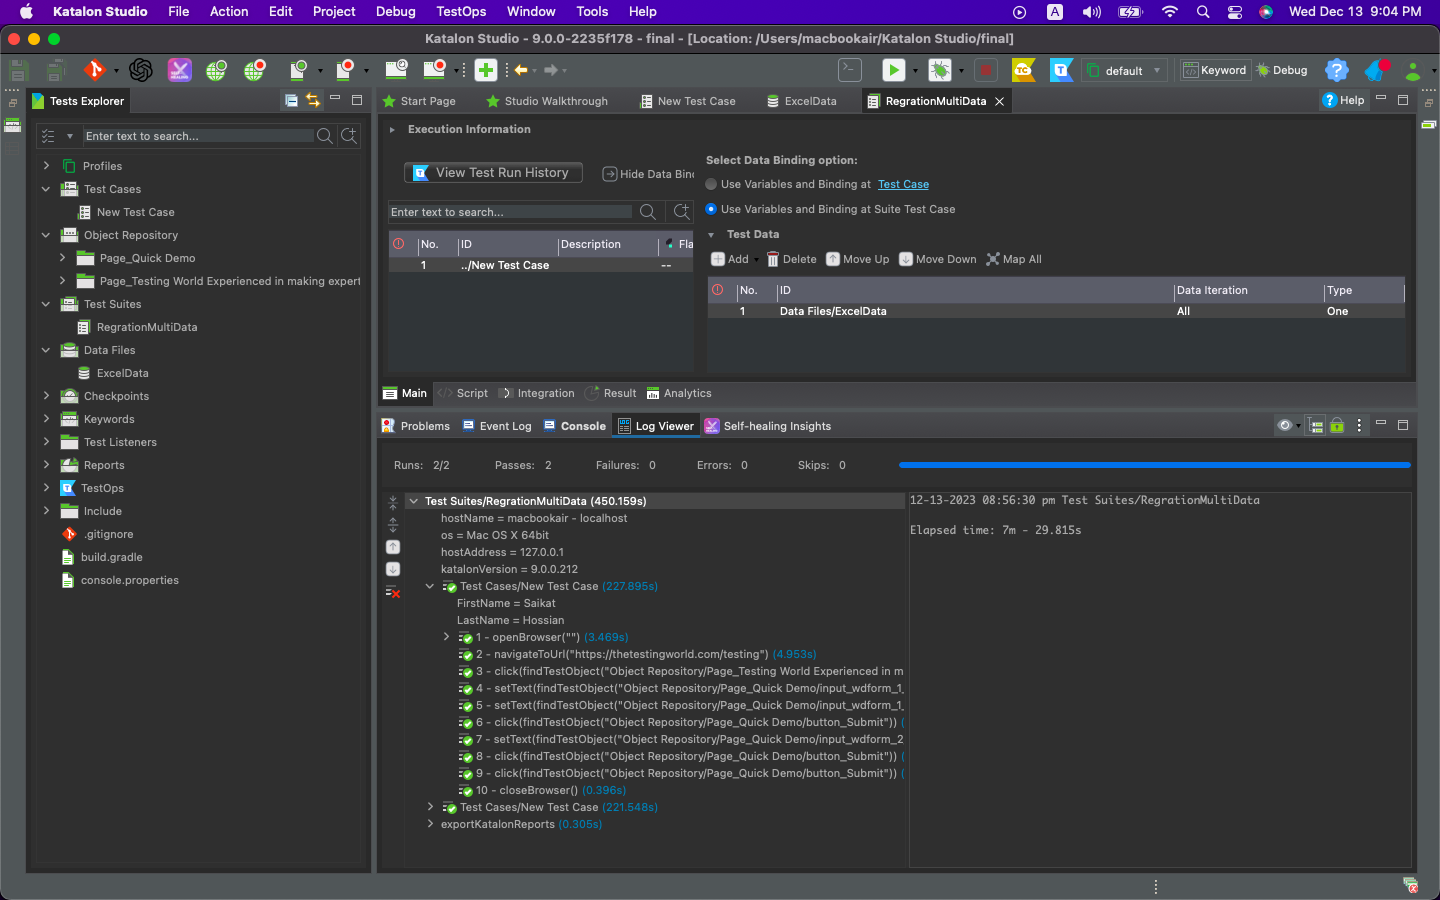 Katalon Studio File Action Edit Project Debug TestOps Window Tools Help A Wed Dec 13 9:04 PM
Katalon Studio - 9.0.0-2235f178 - final - [Location: /Users/macbookair/Katalon Studio/final]
TC default Keyword Debug
Tests Explorer
Enter text to search...
Profiles
Test Cases
New Test Case
Object Repository
Page_Quick Demo
Page_Testing World Experienced in making expert
Test Suites
RegrationMultiData
Data Files
ExcelData
Checkpoints
Keywords
Test Listeners
Reports
TestOps
Include
.gitignore
build.gradle
console.properties
Start Page Studio Walkthrough New Test Case ExcelData RegrationMultiData Help
Execution Information
View Test Run History Hide Data Bin
Enter text to search...
No. ID Description Fla
1 ../New Test Case --
Select Data Binding option:
Use Variables and Binding at Test Case
Use Variables and Binding at Suite Test Case
Test Data
Add Delete Move Up Move Down Map All
No. ID Data Iteration Type
1 Data Files/ExcelData All One
Main Script Integration Result Analytics
Problems Event Log Console Log Viewer Self-healing Insights
Runs: 2/2 Passes: 2 Failures: 0 Errors: 0 Skips: 0
Test Suites/RegrationMultiData (450.159s)
hostName = macbookair - localhost
os = Mac OS X 64bit
hostAddress = 127.0.0.1
katalonVersion = 9.0.0.212
Test Cases/New Test Case (227.895s)
FirstName = Saikat
LastName = Hossian
1 - openBrowser("") (3.469s)
2 - navigateToUrl("https://thetestingworld.com/testing") (4.953s)
3 - click(findTestObject("Object Repository/Page_Testing World Experienced in m
4 - setText(findTestObject("Object Repository/Page_Quick Demo/input_wdform_1_
5 - setText(findTestObject("Object Repository/Page_Quick Demo/input_wdform_1_
6 - click(findTestObject("Object Repository/Page_Quick Demo/button_Submit")) (
7 - setText(findTestObject("Object Repository/Page_Quick Demo/input_wdform_2
8 - click(findTestObject("Object Repository/Page_Quick Demo/button_Submit")) (
9 - click(findTestObject("Object Repository/Page_Quick Demo/button_Submit")) (
10 - closeBrowser() (0.396s)
Test Cases/New Test Case (221.548s)
exportKatalonReports (0.305s)
12-13-2023 08:56:30 pm Test Suites/RegrationMultiData
Elapsed time: 7m - 29.815s